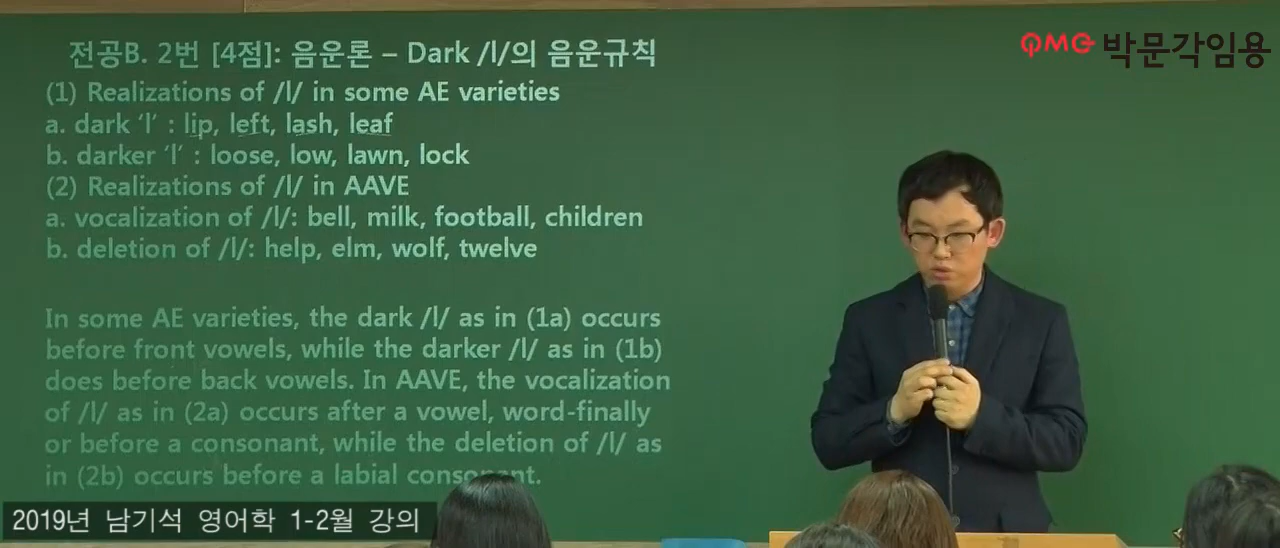 전공B. 2번 [4점]: 음운론 – Dark /l/의 음운규칙
QMG 박문각임용
(1) Realizations of /l/ in some AE varieties
a. dark ‘l’ : lip, left, lash, leaf
b. darker ‘l’ : loose, low, lawn, lock
(2) Realizations of /l/ in AAVE
a. vocalization of /l/: bell, milk, football, children
b. deletion of /l/: help, elm, wolf, twelve
In some AE varieties, the dark /l/ as in (1a) occurs
before front vowels, while the darker /l/ as in (1b)
does before back vowels. In AAVE, the vocalization
of /l/ as in (2a) occurs after a vowel, word-finally
or before a consonant, while the deletion of /l/ as
in (2b) occurs before a labial consonant.
2019년 남기석 영어학 1-2월 강의